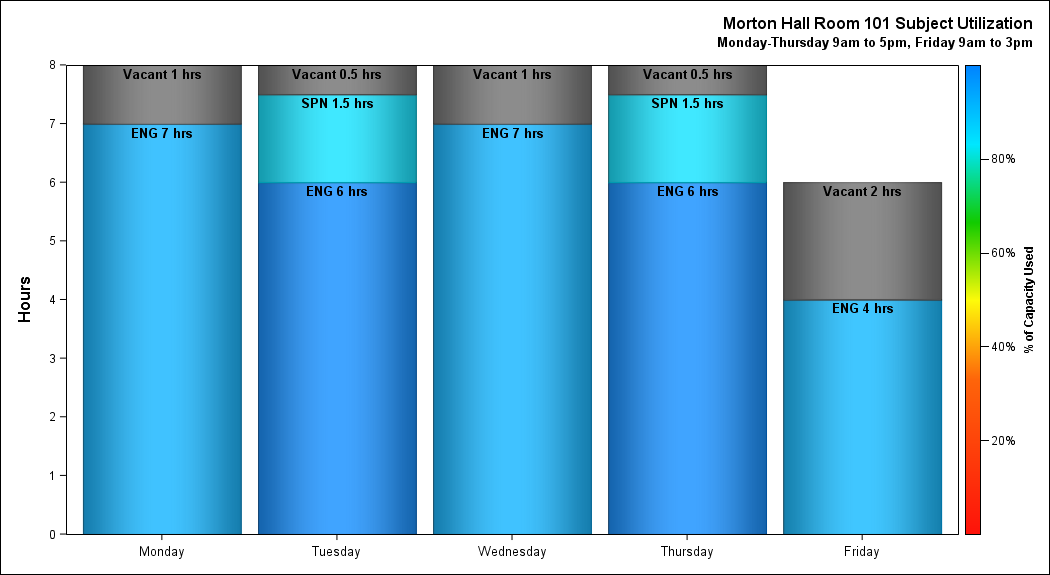 Morton Hall Room 101 Subject Utilization
Monday-Thursday 9am to 5pm, Friday 9am to 3pm
Hours
8
7
6
5
4
3
2
1
0
Vacant 1 hrs
ENG 7 hrs
Vacant 0.5 hrs
SPN 1.5 hrs
ENG 6 hrs
Vacant 1 hrs
ENG 7 hrs
Vacant 0.5 hrs
SPN 1.5 hrs
ENG 6 hrs
Vacant 2 hrs
ENG 4 hrs
Monday
Tuesday
Wednesday
Thursday
Friday
80%
60%
40%
20%
% of Capacity Used